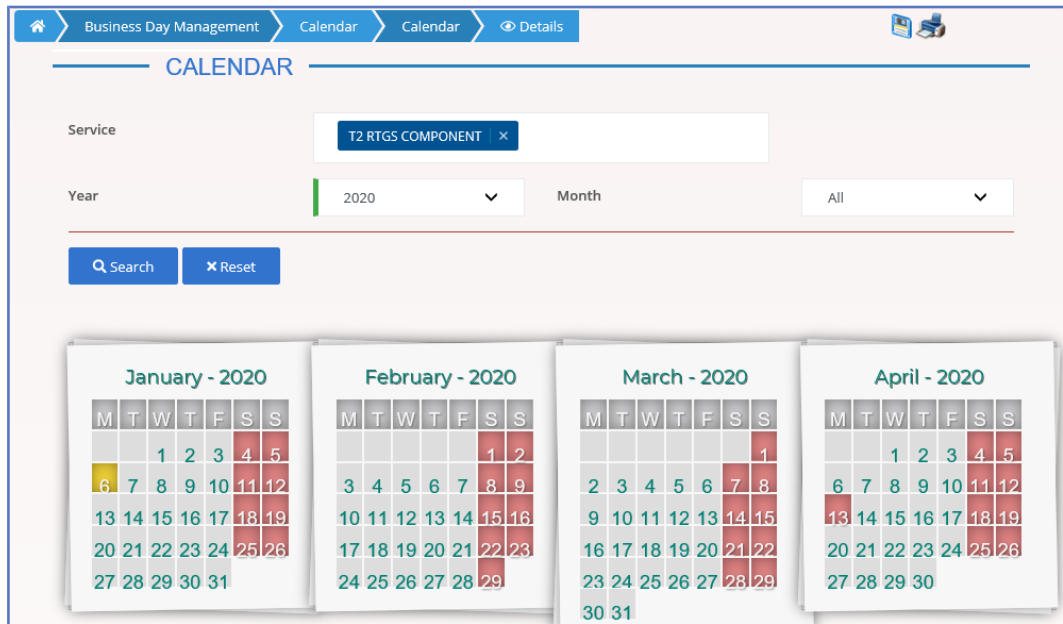 Business Day Management Calendar Calendar Details
CALENDAR
Service T2 RTGS COMPONENT ×
Year 2020 Month All
Search × Reset
January - 2020
M T W T F S S
1 2 3 4 5
6 7 8 9 10 11 12
13 14 15 16 17 18 19
20 21 22 23 24 25 26
27 28 29 30 31
February - 2020
M T W T F S S
1 2
3 4 5 6 7 8 9
10 11 12 13 14 15 16
17 18 19 20 21 22 23
24 25 26 27 28 29
March - 2020
M T W T F S S
1
2 3 4 5 6 7 8
9 10 11 12 13 14 15
16 17 18 19 20 21 22
23 24 25 26 27 28 29
30 31
April - 2020
M T W T F S S
1 2 3 4 5
6 7 8 9 10 11 12
13 14 15 16 17 18 19
20 21 22 23 24 25 26
27 28 29 30